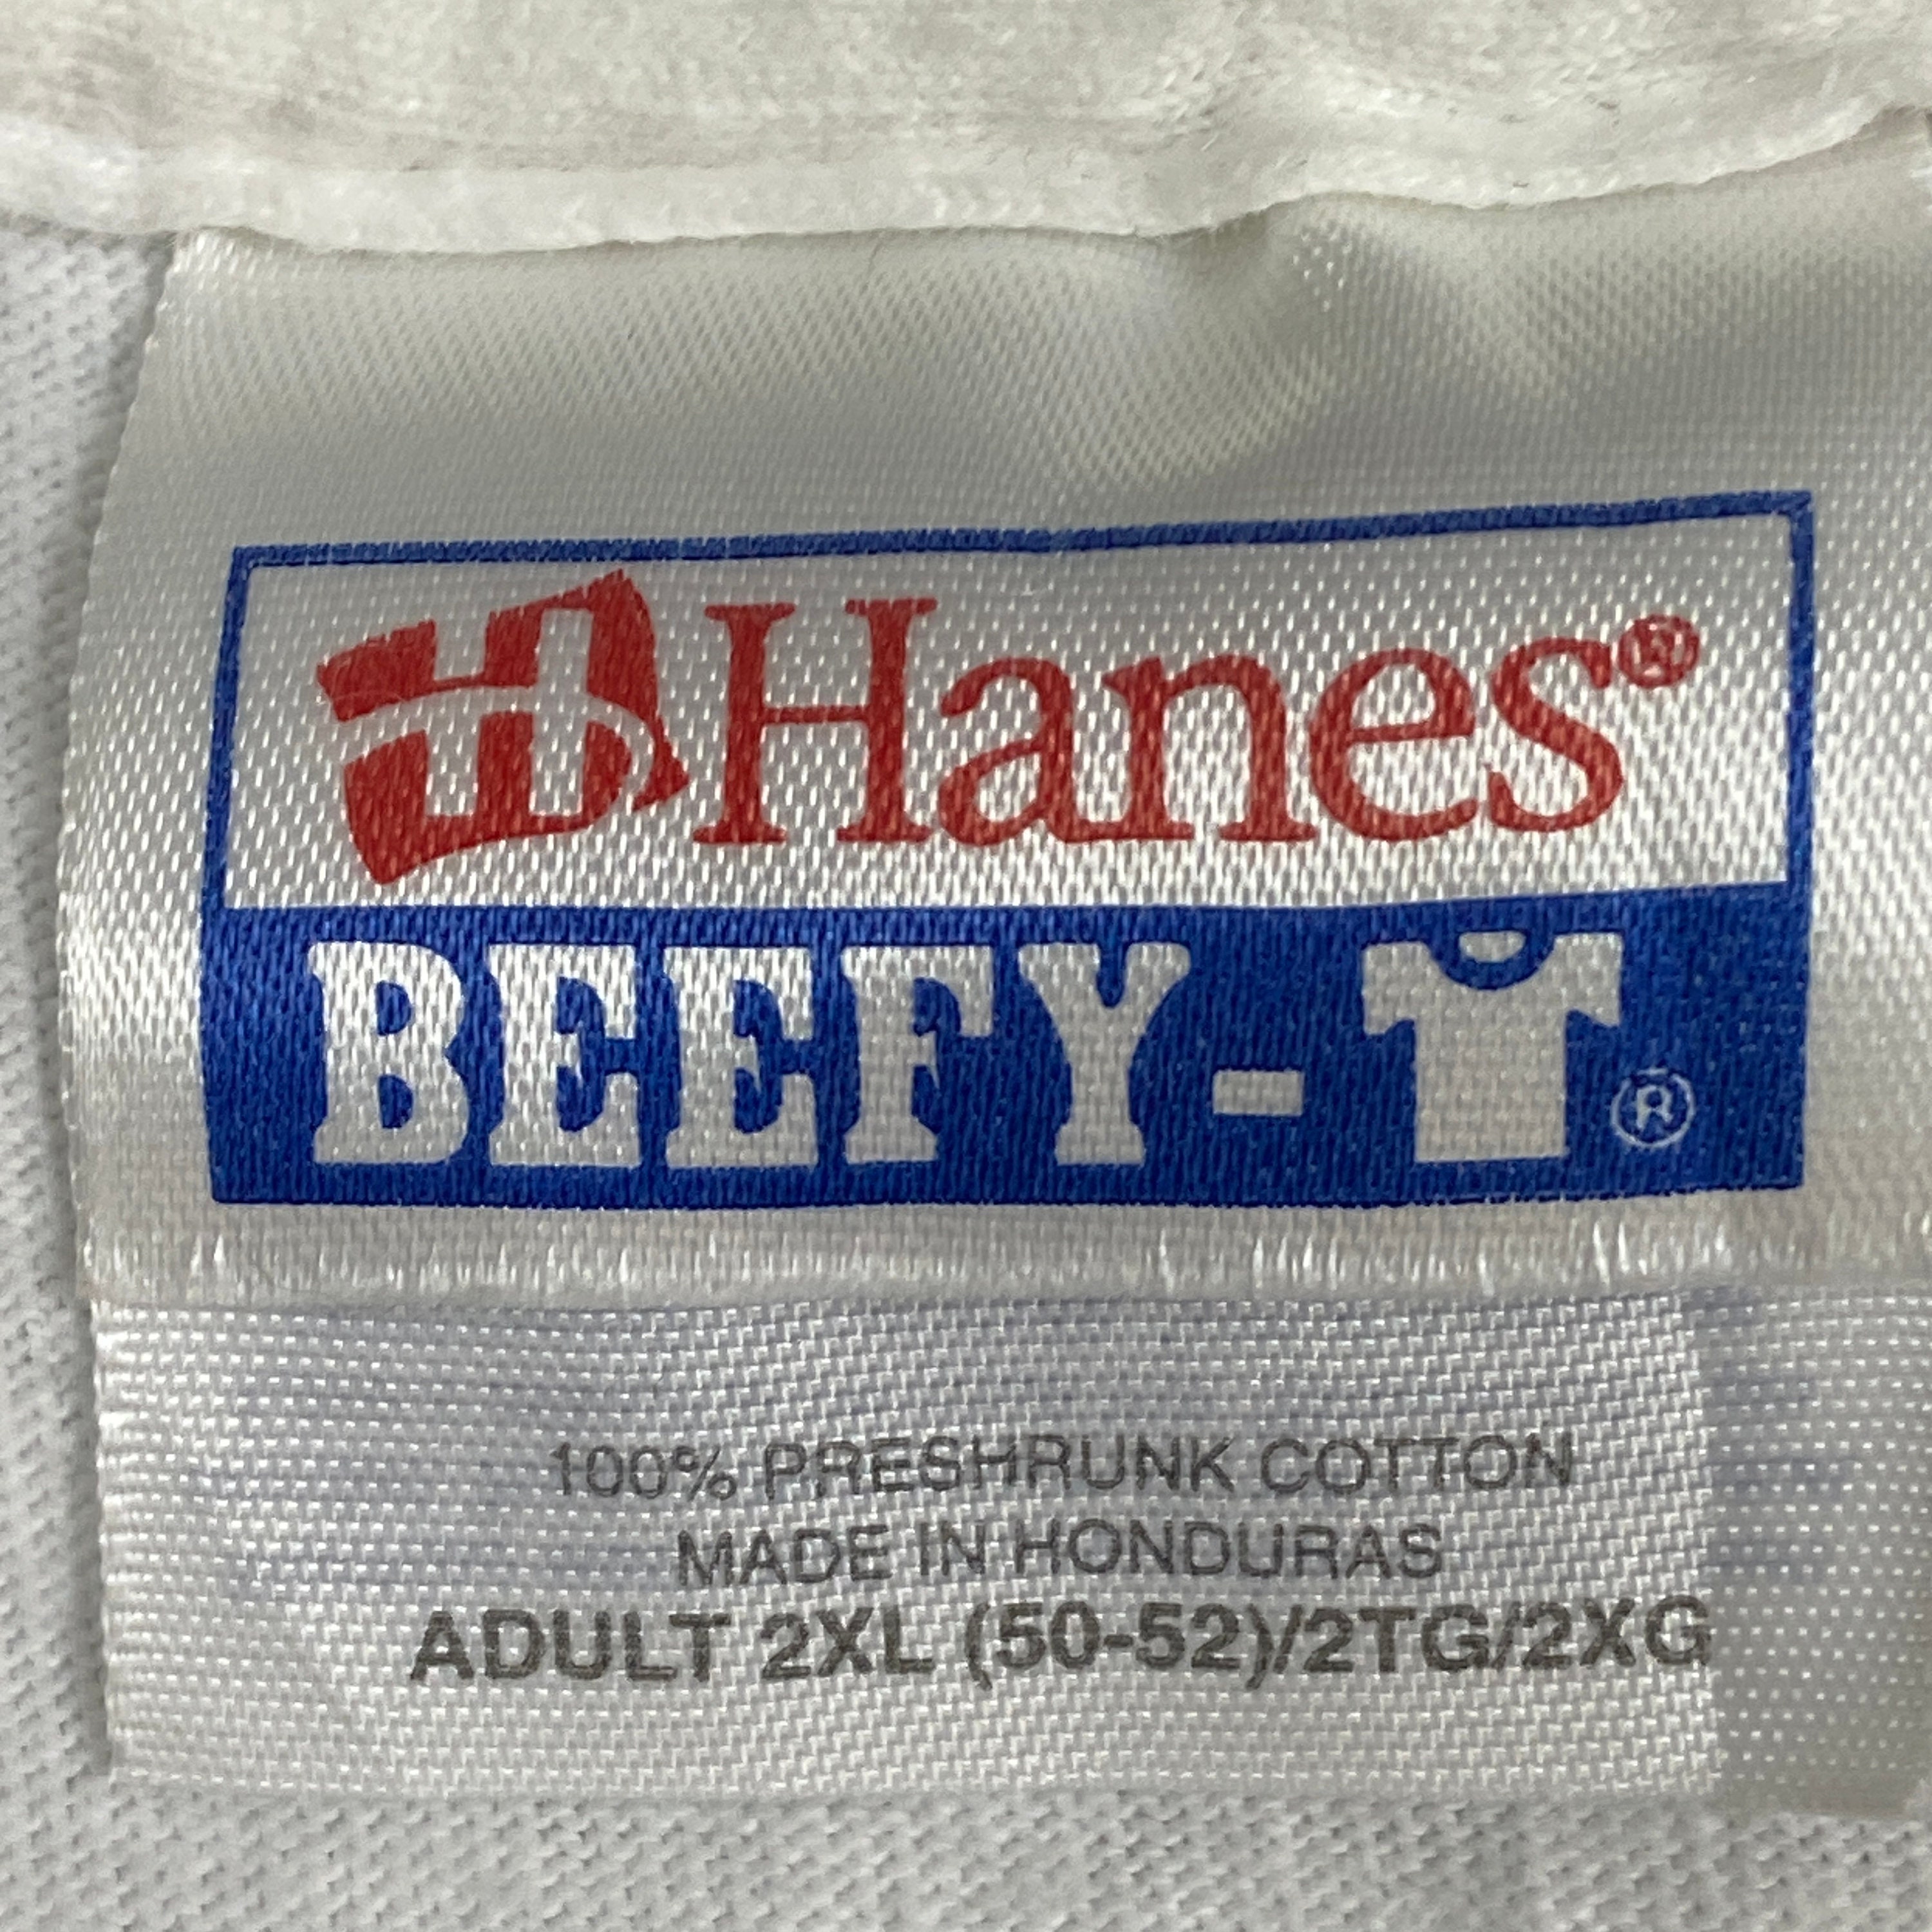 Hanes®
BEEFY-T®
100% PRESHRUNK COTTON
MADE IN HONDURAS
ADULT 2XL (50-52)/2TG/2XG